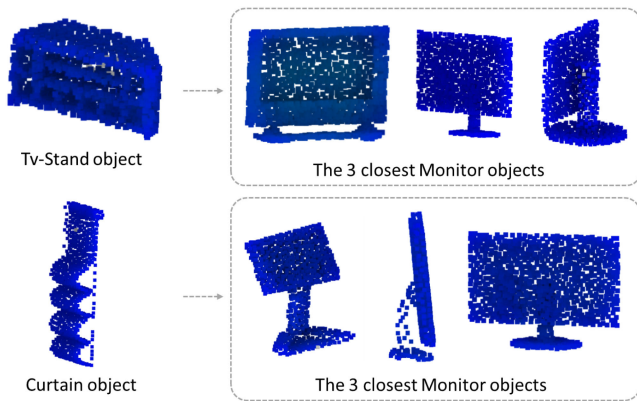 Tv-Stand object
The 3 closest Monitor objects
Curtain object
The 3 closest Monitor objects